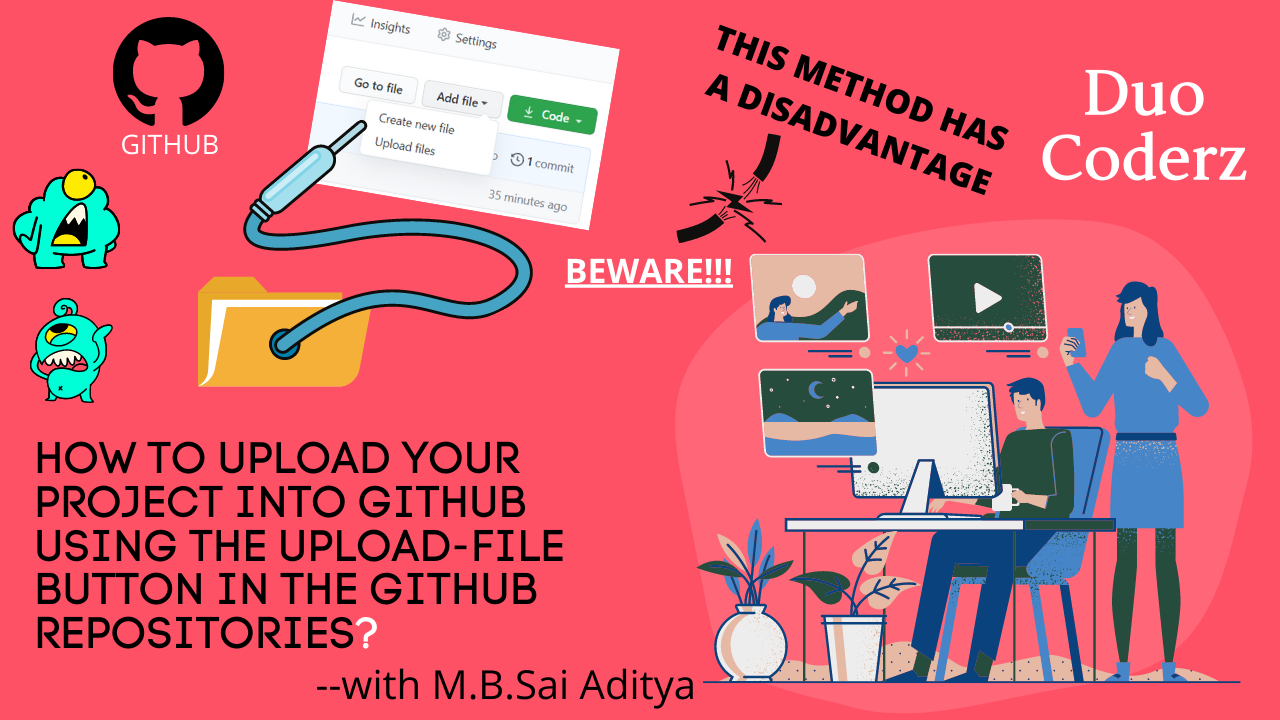 GITHUB
Insights
Settings
Go to file
Add file
Code
Create new file
Upload files
1 commit
35 minutes ago
THIS METHOD HAS
A DISADVANTAGE
Duo
Coderz
BEWARE!!!
HOW TO UPLOAD YOUR
PROJECT INTO GITHUB
USING THE UPLOAD-FILE
BUTTON IN THE GITHUB
REPOSITORIES?
--with M.B.Sai Aditya